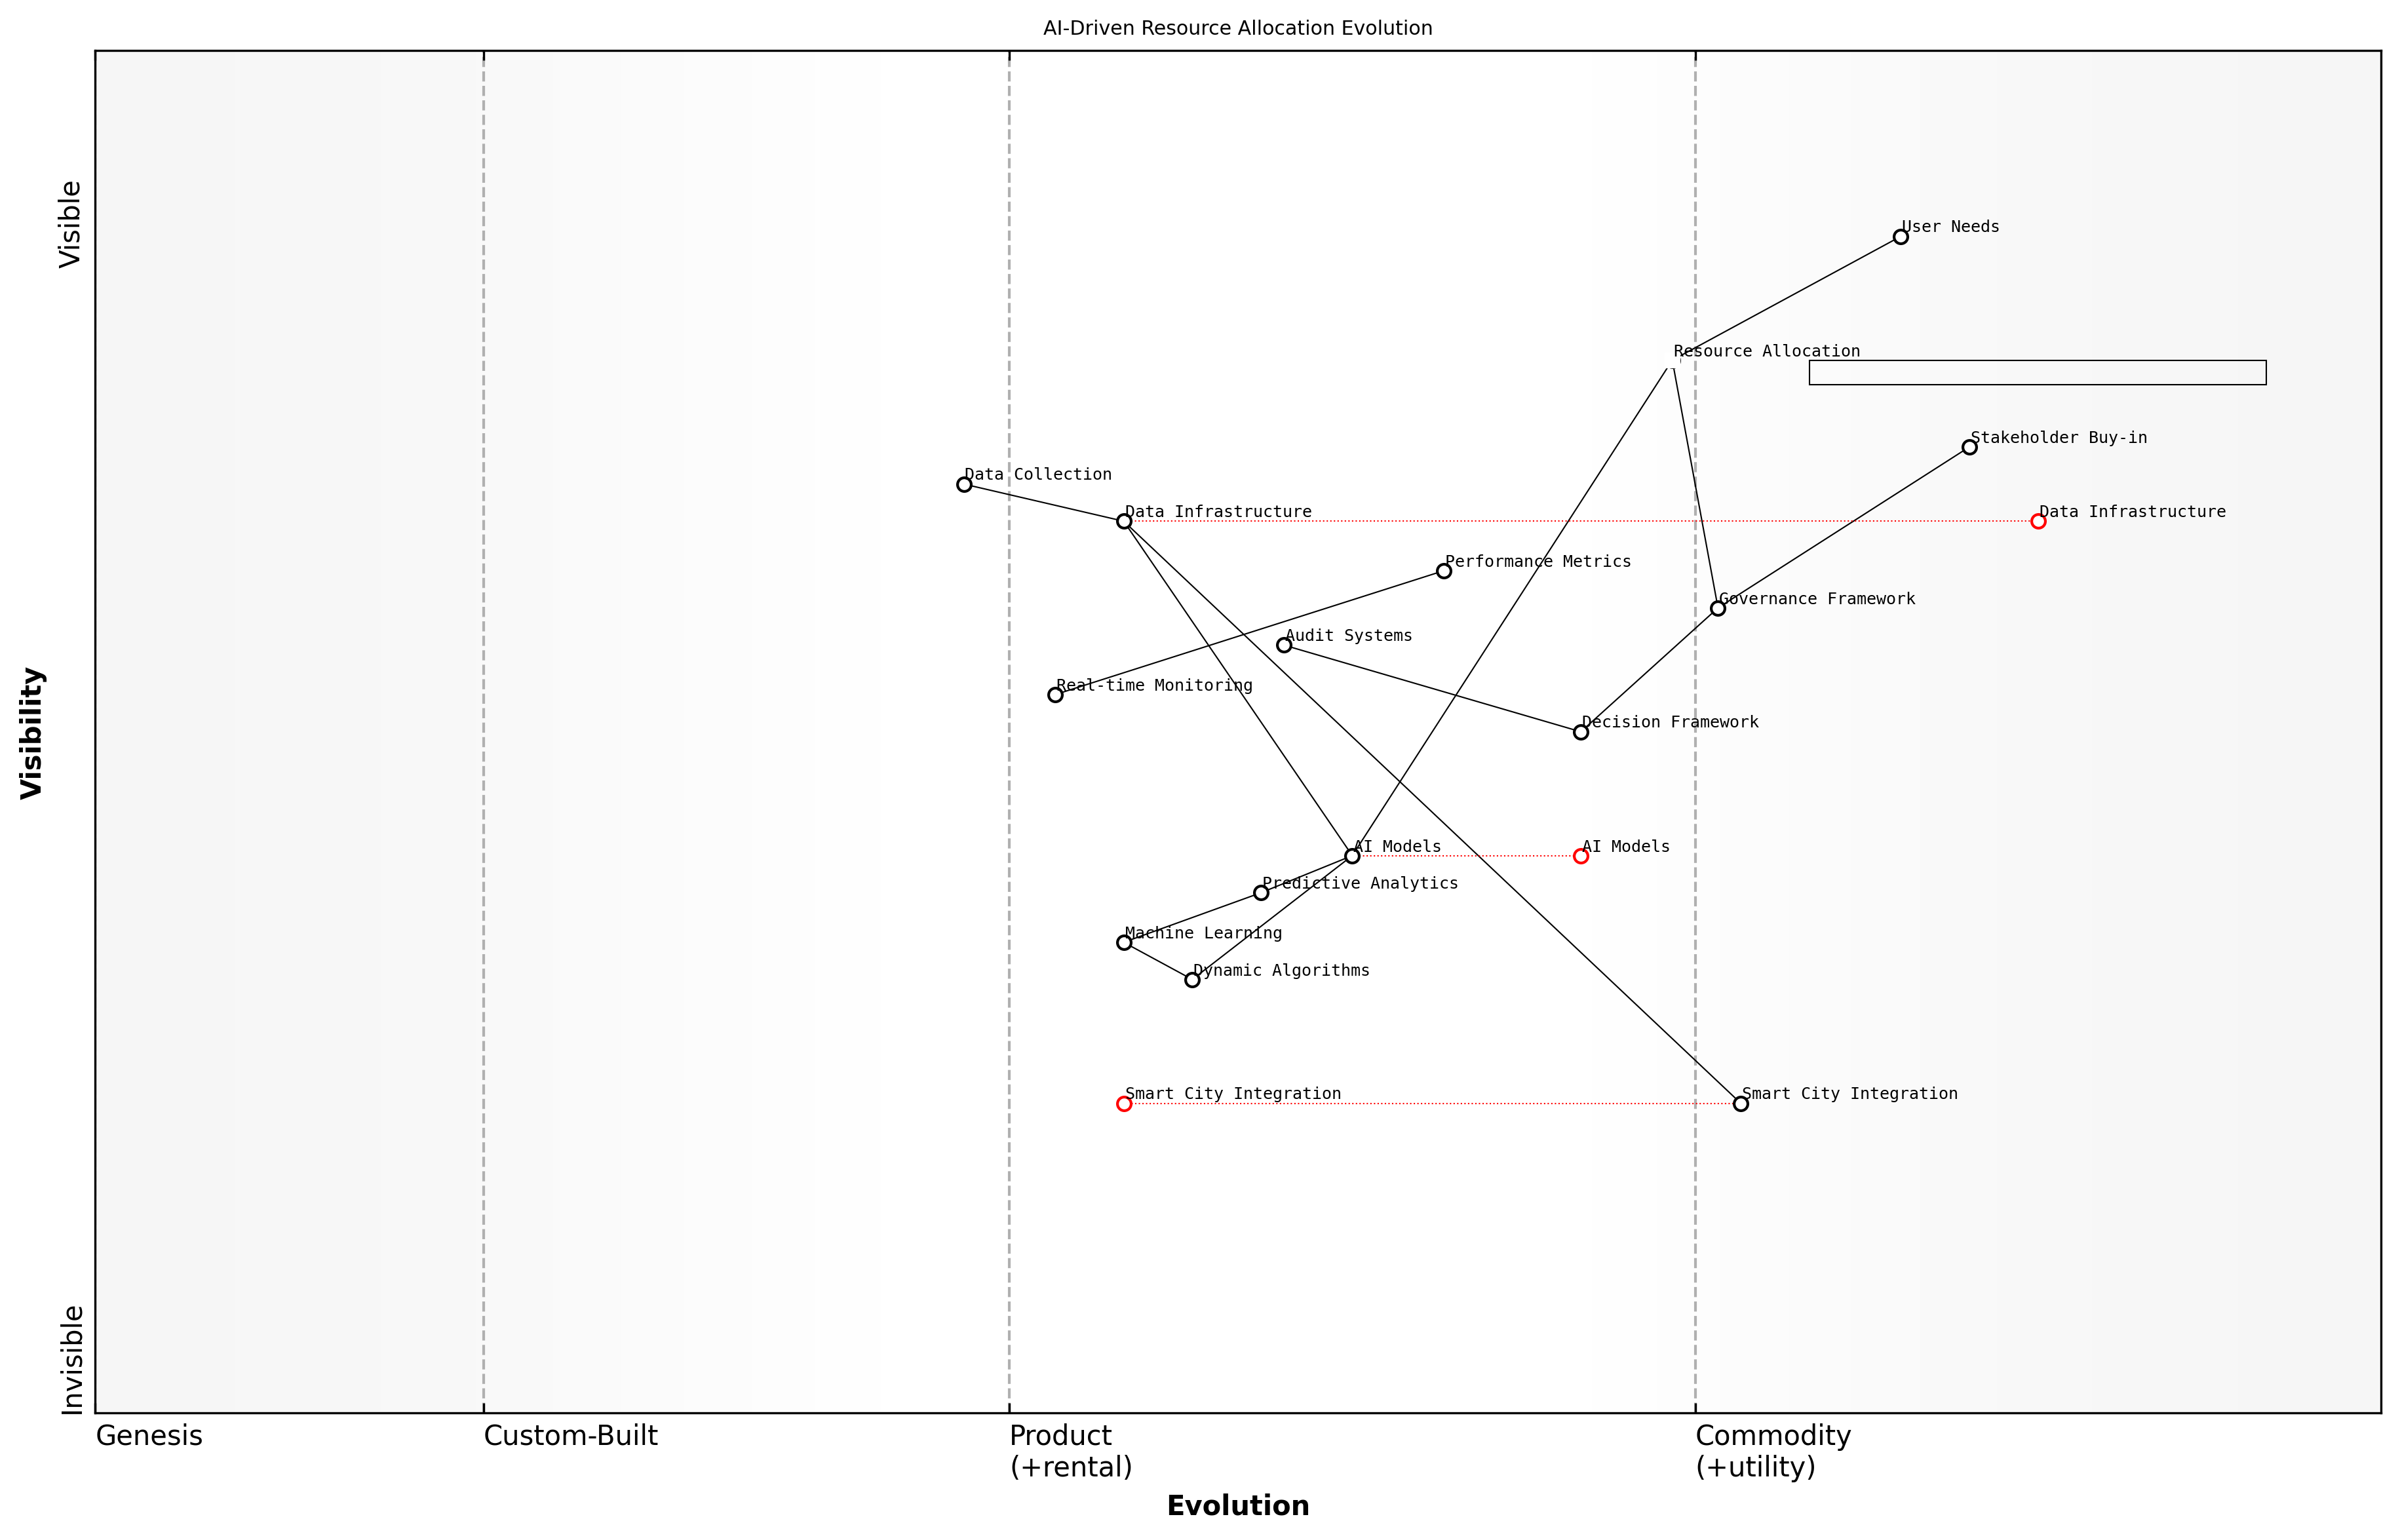 AI-Driven Resource Allocation Evolution
Visible
User Needs
Resource Allocation
Stakeholder Buy-in
Data Collection
Data Infrastructure
Data Infrastructure
Performance Metrics
Governance Framework
Audit Systems
Real-time Monitoring
Decision Framework
Visibility
AI Models
AI Models
Predictive Analytics
Machine Learning
Dynamic Algorithms
Smart City Integration
Smart City Integration
Invisible
Genesis
Custom-Built
Product
(+rental)
Commodity
(+utility)
Evolution